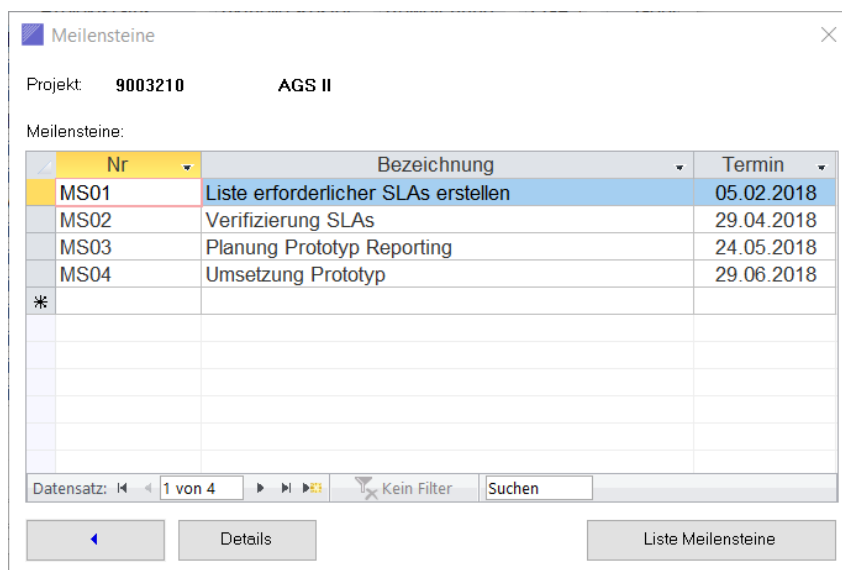 Meilensteine
Projekt: 9003210 AGS II
Meilensteine:
Nr Bezeichnung Termin
MS01 Liste erforderlicher SLAs erstellen 05.02.2018
MS02 Verifizierung SLAs 29.04.2018
MS03 Planung Prototyp Reporting 24.05.2018
MS04 Umsetzung Prototyp 29.06.2018
Datensatz: 1 von 4 Kein Filter Suchen
Details Liste Meilensteine